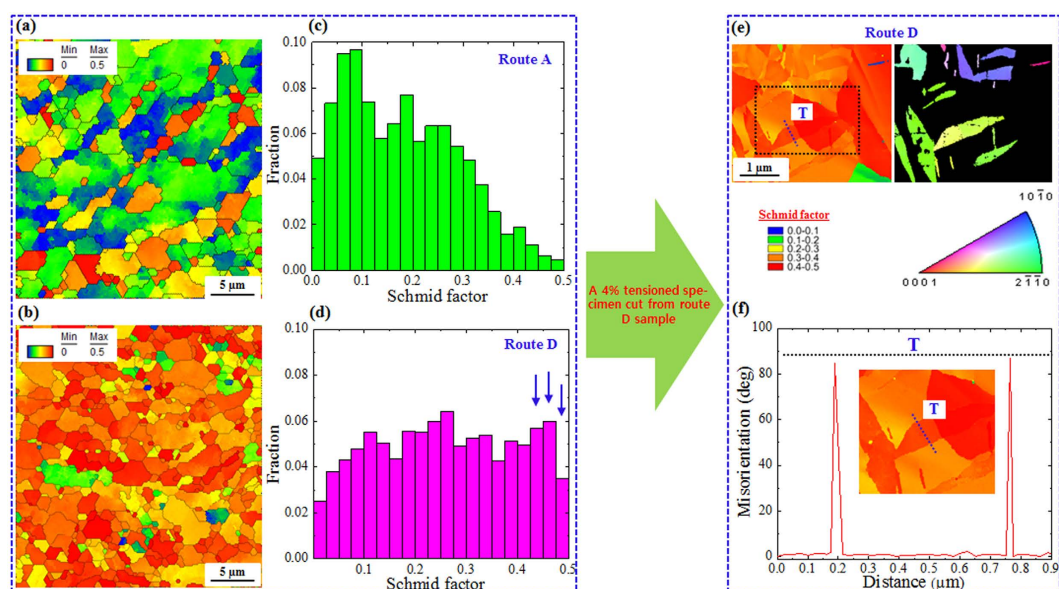 (a)
Min Max
0 0.5
5 μm
(b)
Min Max
0 0.5
5 μm
(c)
Route A
0.10
0.08
0.06
0.04
0.02
0.00
Fraction
0.0 0.1 0.2 0.3 0.4 0.5
Schmid factor
(d)
Route D
0.10
0.08
0.06
0.04
0.02
0.00
Fraction
0.1 0.2 0.3 0.4 0.5
Schmid factor
A 4% tensioned spe-
cimen cut from route
D sample
(e)
Route D
T
1 μm
Schmid factor
0.0-0.1
0.1-0.2
0.2-0.3
0.3-0.4
0.4-0.5
1 0 1̅ 0
0 0 0 1
2 1̅ 1̅ 0
(f)
T
100
80
60
40
20
0
Misorientation (deg)
T
0.0 0.1 0.2 0.3 0.4 0.5 0.6 0.7 0.8 0.9
Distance (μm)